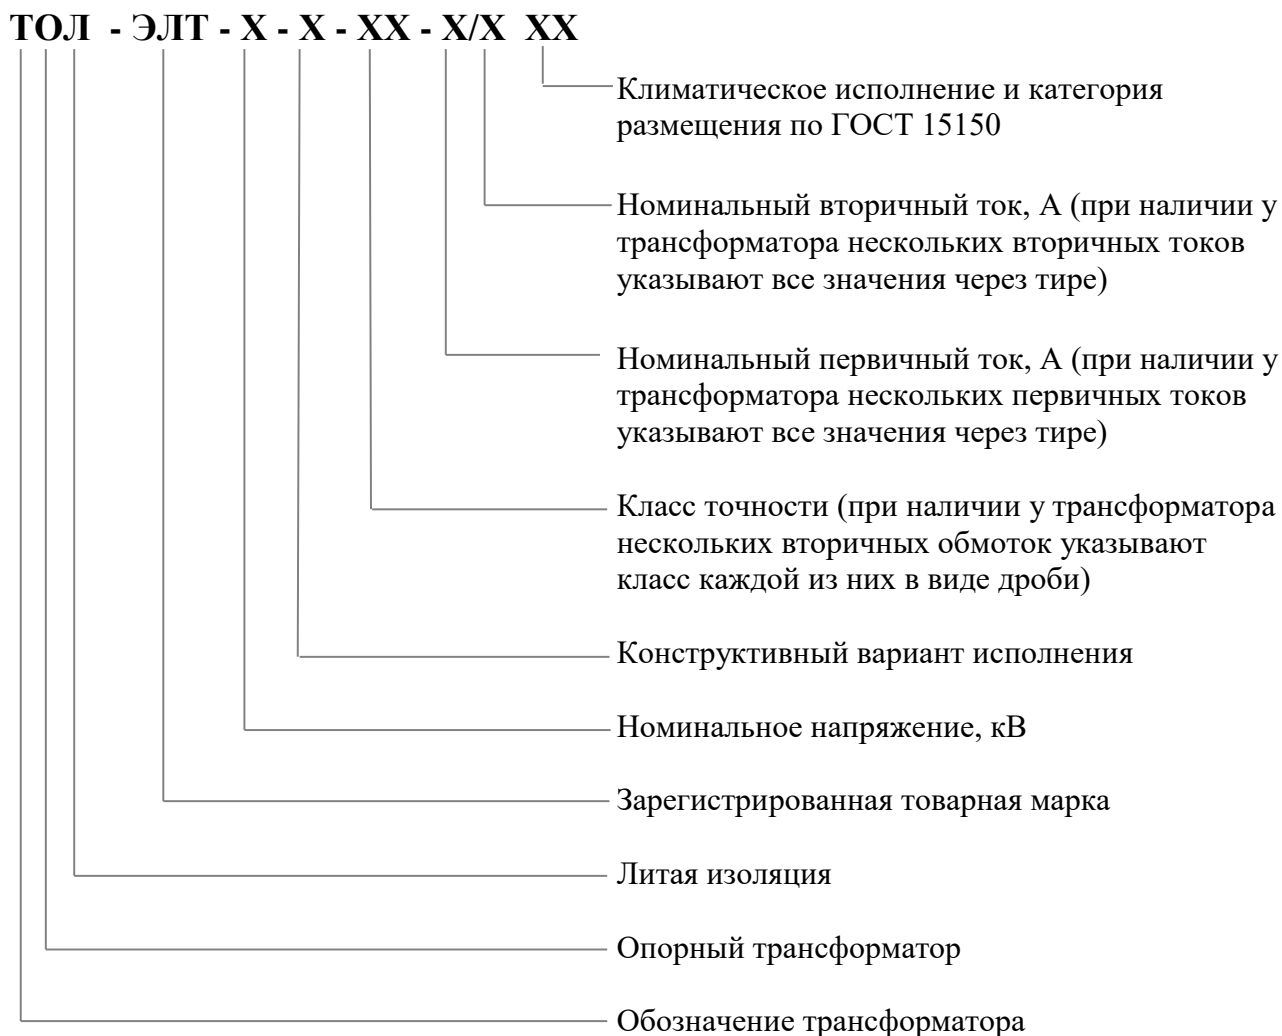 ТОЛ - ЭЛТ - Х - Х - ХХ - Х/Х ХХ
Климатическое исполнение и категория
размещения по ГОСТ 15150
Номинальный вторичный ток, А (при наличии у
трансформатора нескольких вторичных токов
указывают все значения через тире)
Номинальный первичный ток, А (при наличии у
трансформатора нескольких первичных токов
указывают все значения через тире)
Класс точности (при наличии у трансформатора
нескольких вторичных обмоток указывают
класс каждой из них в виде дроби)
Конструктивный вариант исполнения
Номинальное напряжение, кВ
Зарегистрированная товарная марка
Литая изоляция
Опорный трансформатор
Обозначение трансформатора